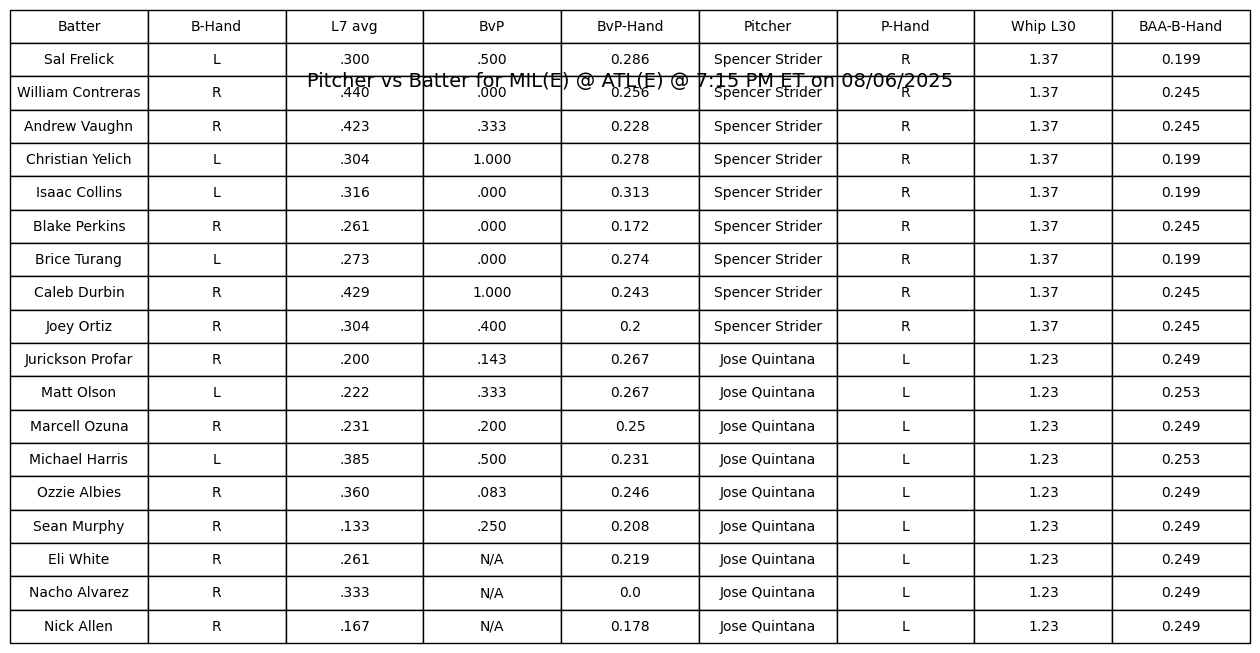 Batter B-Hand L7 avg BvP BvP-Hand Pitcher P-Hand Whip L30 BAA-B-Hand
Sal Frelick L .300 .500 0.286 Spencer Strider R 1.37 0.199
Pitcher vs Batter for MIL(E) @ ATL(E) @ 7:15 PM ET on 08/06/2025
William Contreras R .440 .000 0.256 Spencer Strider R 1.37 0.245
Andrew Vaughn R .423 .333 0.228 Spencer Strider R 1.37 0.245
Christian Yelich L .304 1.000 0.278 Spencer Strider R 1.37 0.199
Isaac Collins L .316 .000 0.313 Spencer Strider R 1.37 0.199
Blake Perkins R .261 .000 0.172 Spencer Strider R 1.37 0.245
Brice Turang L .273 .000 0.274 Spencer Strider R 1.37 0.199
Caleb Durbin R .429 1.000 0.243 Spencer Strider R 1.37 0.245
Joey Ortiz R .304 .400 0.2 Spencer Strider R 1.37 0.245
Jurickson Profar R .200 .143 0.267 Jose Quintana L 1.23 0.249
Matt Olson L .222 .333 0.267 Jose Quintana L 1.23 0.253
Marcell Ozuna R .231 .200 0.25 Jose Quintana L 1.23 0.249
Michael Harris L .385 .500 0.231 Jose Quintana L 1.23 0.253
Ozzie Albies R .360 .083 0.246 Jose Quintana L 1.23 0.249
Sean Murphy R .133 .250 0.208 Jose Quintana L 1.23 0.249
Eli White R .261 N/A 0.219 Jose Quintana L 1.23 0.249
Nacho Alvarez R .333 N/A 0.0 Jose Quintana L 1.23 0.249
Nick Allen R .167 N/A 0.178 Jose Quintana L 1.23 0.249